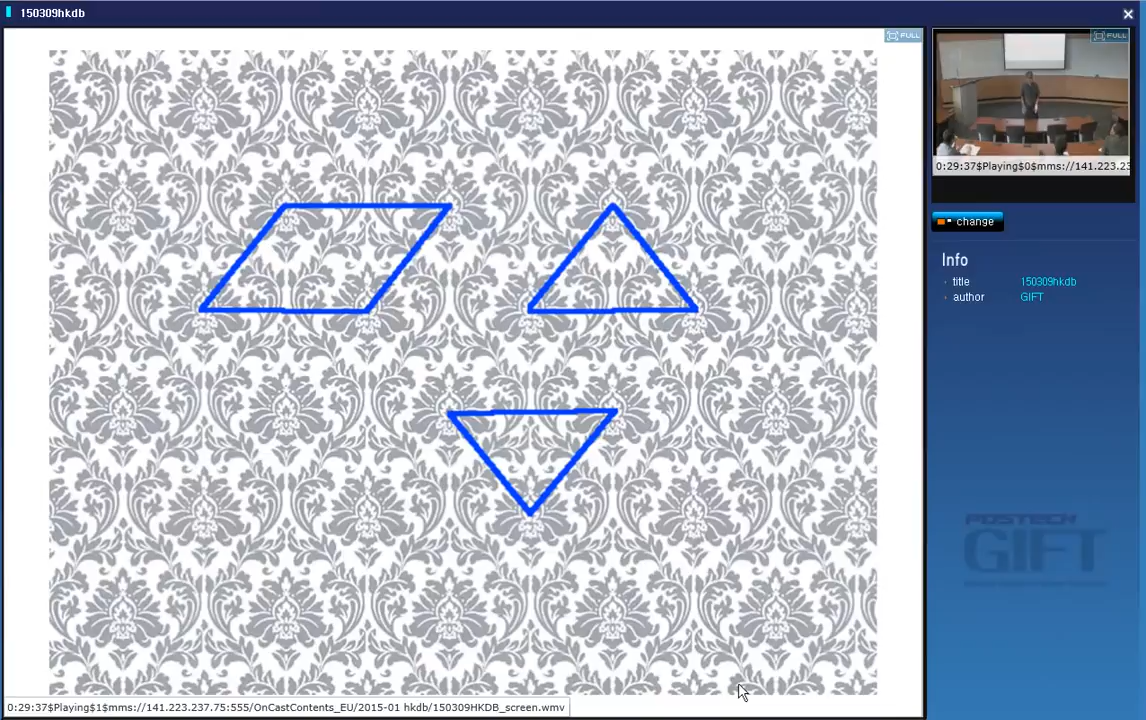 150309hkdb
FULL
FULL
0:29:37$Playing$0$mms://141.223.23
change
Info
title 150309hkdb
author GIFT
POSTECH
GIFT
0:29:37$Playing$1$mms://141.223.237.75:555/OnCastContents_EU/2015-01 hkdb/150309HKDB_screen.wmv